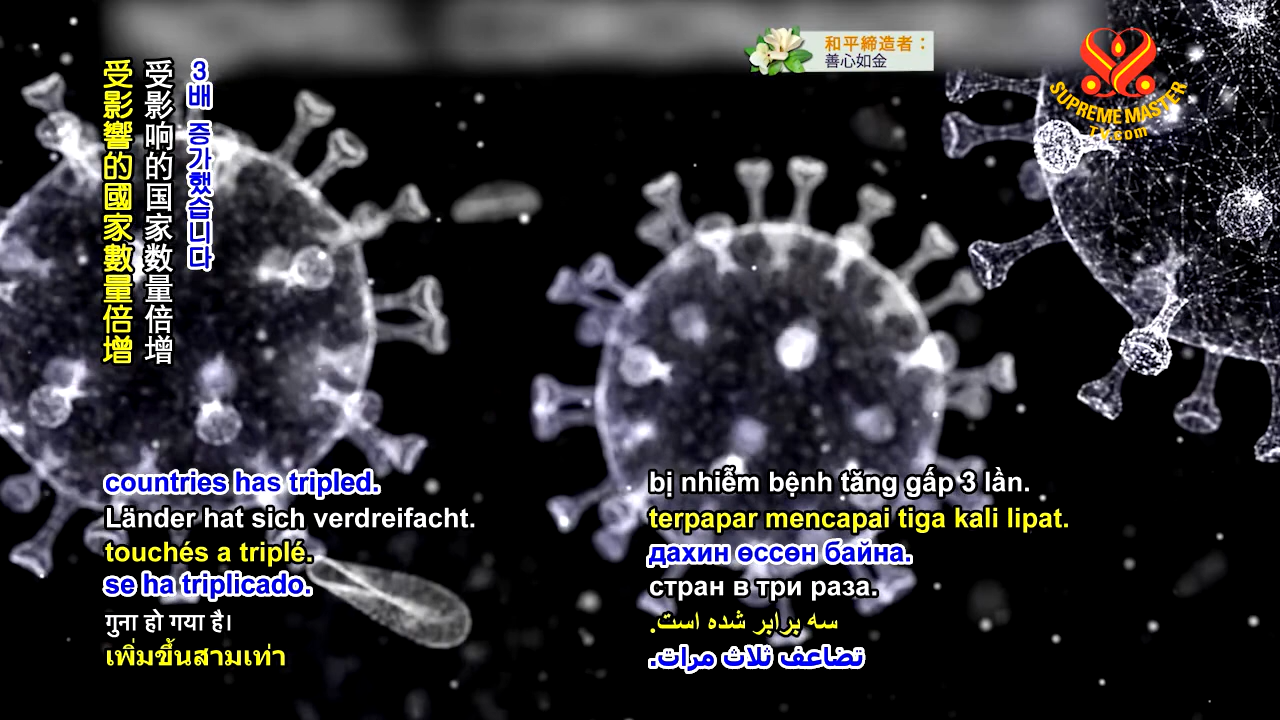 和平締造者：
善心如金
SUPREME MASTER
TV.com
3배 증가했습니다
受影响的国家数量倍增
受影響的國家數量倍增
countries has tripled.
Länder hat sich verdreifacht.
touchés a triplé.
se ha triplicado.
गुना हो गया है।
เพิ่มขึ้นสามเท่า
bị nhiễm bệnh tăng gấp 3 lần.
terpapar mencapai tiga kali lipat.
дахин өссөн байна.
стран в три раза.
سه برابر شده است.
تضاعف ثلاث مرات.